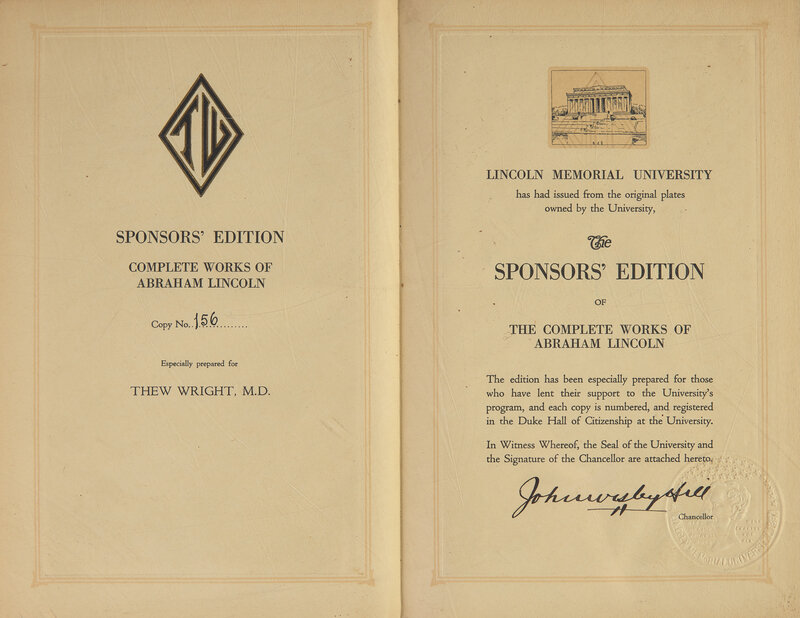 TW
SPONSORS' EDITION
COMPLETE WORKS OF
ABRAHAM LINCOLN
Copy No..156..........
Especially prepared for
THEW WRIGHT, M.D.
LINCOLN MEMORIAL UNIVERSITY
has had issued from the original plates
owned by the University,
The
SPONSORS' EDITION
OF
THE COMPLETE WORKS OF
ABRAHAM LINCOLN
The edition has been especially prepared for those
who have lent their support to the University's
program, and each copy is numbered, and registered
in the Duke Hall of Citizenship at the University.
In Witness Whereof, the Seal of the University and
the Signature of the Chancellor are attached hereto.
John Wesley Hill
Chancellor
MEMORIAL UNIVERSITY